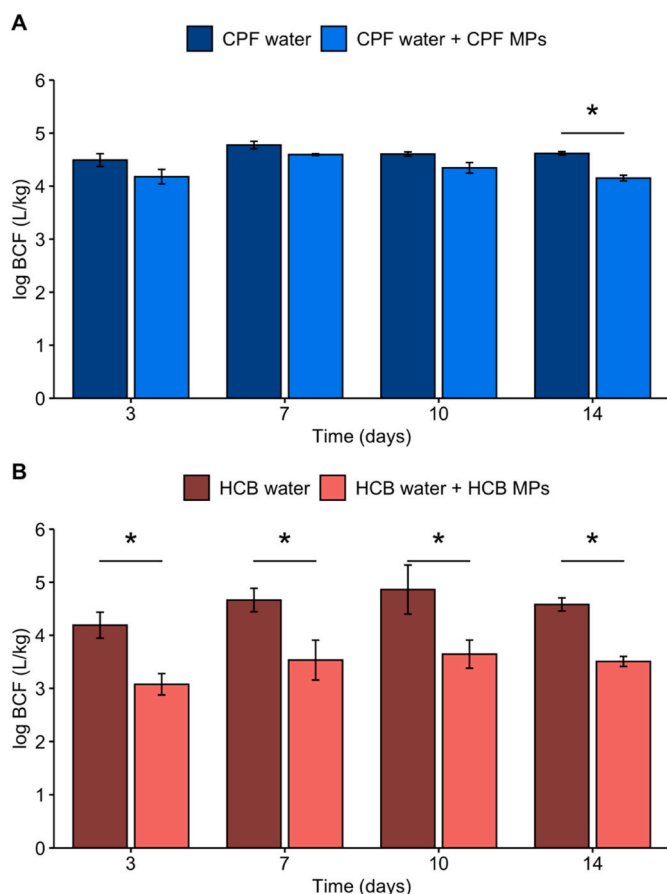 A
CPF water CPF water + CPF MPs
6
5
4
3
2
1
0
log BCF (L/kg)
*
3 7 10 14
Time (days)
B
HCB water HCB water + HCB MPs
6
5
4
3
2
1
0
log BCF (L/kg)
* * * *
3 7 10 14
Time (days)